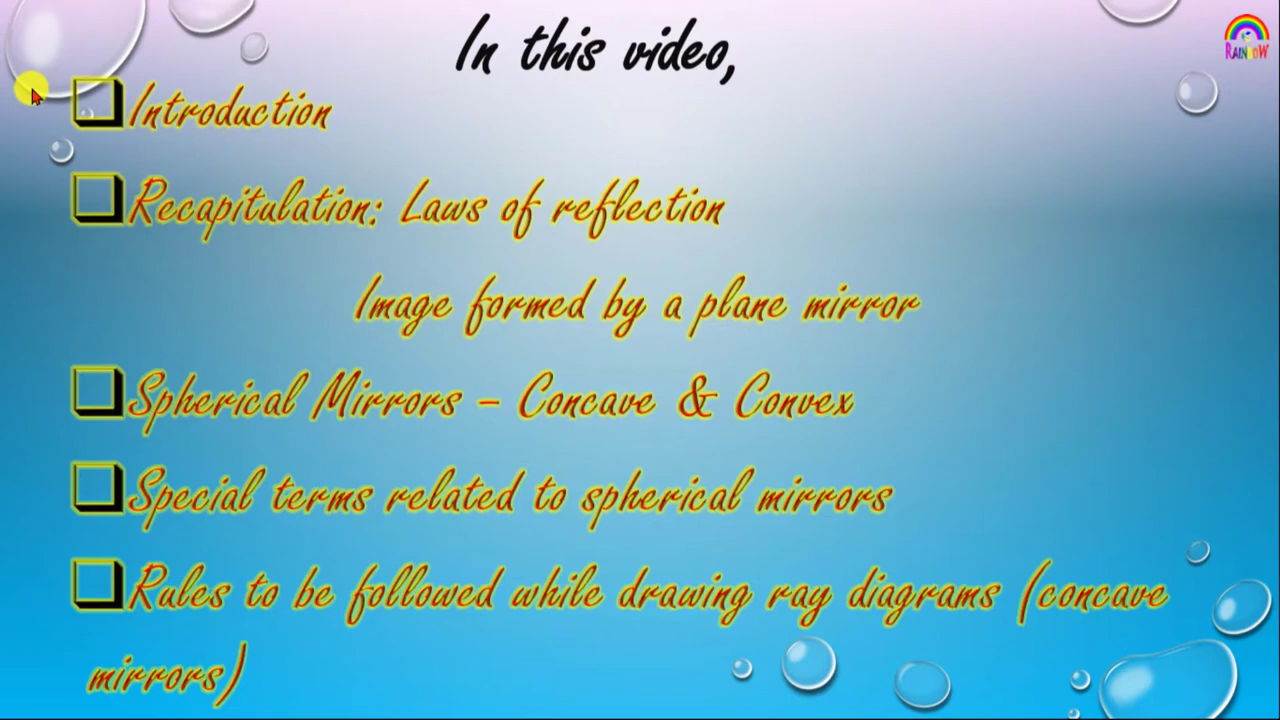 In this video,
RAINBOW
Introduction
Recapitulation: Laws of reflection
Image formed by a plane mirror
Spherical Mirrors – Concave & Convex
Special terms related to spherical mirrors
Rules to be followed while drawing ray diagrams (concave
mirrors)